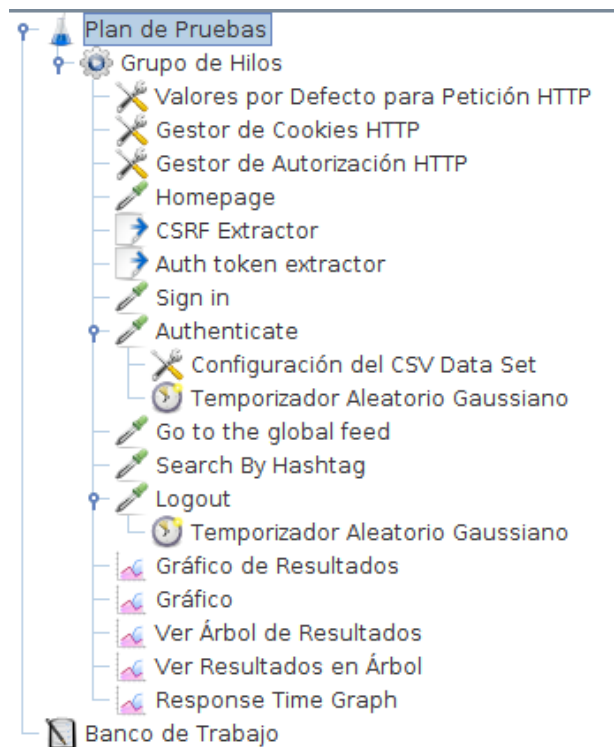 Plan de Pruebas
Grupo de Hilos
Valores por Defecto para Petición HTTP
Gestor de Cookies HTTP
Gestor de Autorización HTTP
Homepage
CSRF Extractor
Auth token extractor
Sign in
Authenticate
Configuración del CSV Data Set
Temporizador Aleatorio Gaussiano
Go to the global feed
Search By Hashtag
Logout
Temporizador Aleatorio Gaussiano
Gráfico de Resultados
Gráfico
Ver Árbol de Resultados
Ver Resultados en Árbol
Response Time Graph
Banco de Trabajo